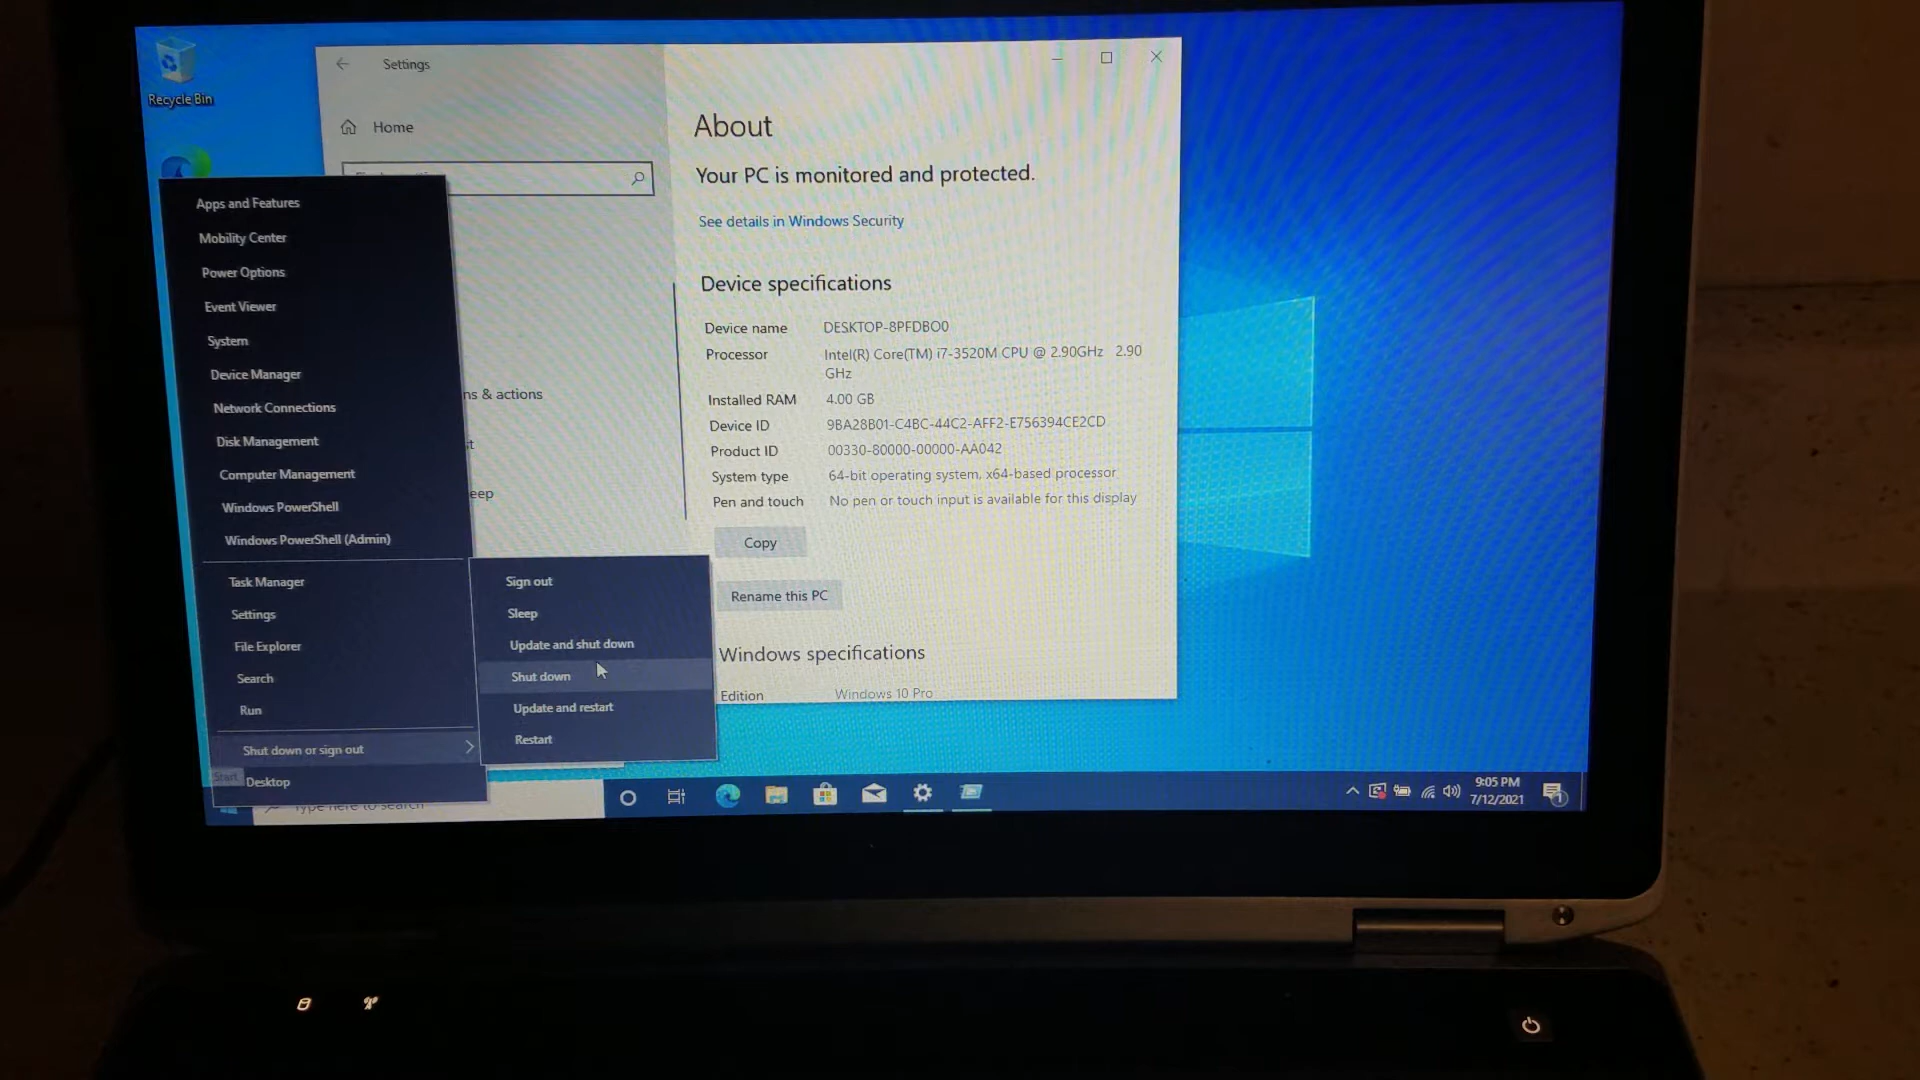 Recycle Bin
Settings
Home
About
Your PC is monitored and protected.
See details in Windows Security
Device specifications
Device name DESKTOP-8PFDBO0
Processor Intel(R) Core(TM) i7-3520M CPU @ 2.90GHz 2.90
GHz
Installed RAM 4.00 GB
Device ID 9BA28B01-C4BC-44C2-AFF2-E756394CE2CD
Product ID 00330-80000-00000-AA042
System type 64-bit operating system, x64-based processor
Pen and touch No pen or touch input is available for this display
Copy
Rename this PC
Windows specifications
Edition Windows 10 Pro
ns & actions
eep
Apps and Features
Mobility Center
Power Options
Event Viewer
System
Device Manager
Network Connections
Disk Management
Computer Management
Windows PowerShell
Windows PowerShell (Admin)
Task Manager
Settings
File Explorer
Search
Run
Shut down or sign out
Desktop
Start
Sign out
Sleep
Update and shut down
Shut down
Update and restart
Restart
Type here to search
9:05 PM
7/12/2021
1